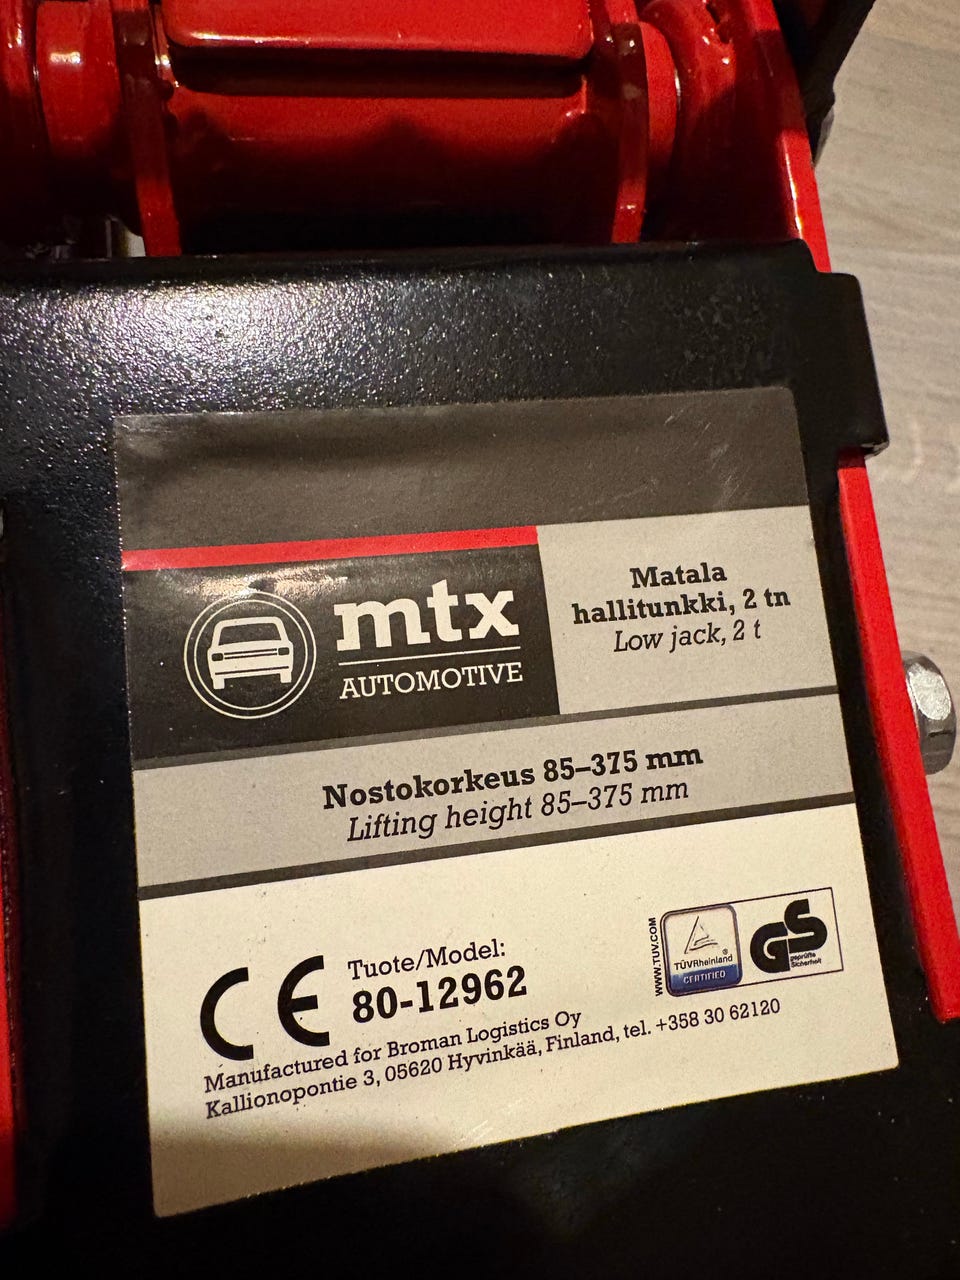 mtx
AUTOMOTIVE
Matala
hallitunkki, 2 tn
Low jack, 2 t
Nostokorkeus 85–375 mm
Lifting height 85–375 mm
CE
Tuote/Model:
80-12962
WWW.TUV.COM
TÜVRheinland®
CERTIFIED
GS
geprüfte
Sicherheit
Manufactured for Broman Logistics Oy
Kallionopontie 3, 05620 Hyvinkää, Finland, tel. +358 30 62120